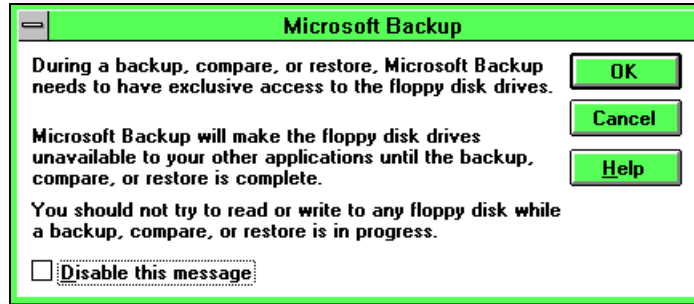 Microsoft Backup
During a backup, compare, or restore, Microsoft Backup
needs to have exclusive access to the floppy disk drives.
Microsoft Backup will make the floppy disk drives
unavailable to your other applications until the backup,
compare, or restore is complete.
You should not try to read or write to any floppy disk while
a backup, compare, or restore is in progress.
Disable this message
OK
Cancel
Help